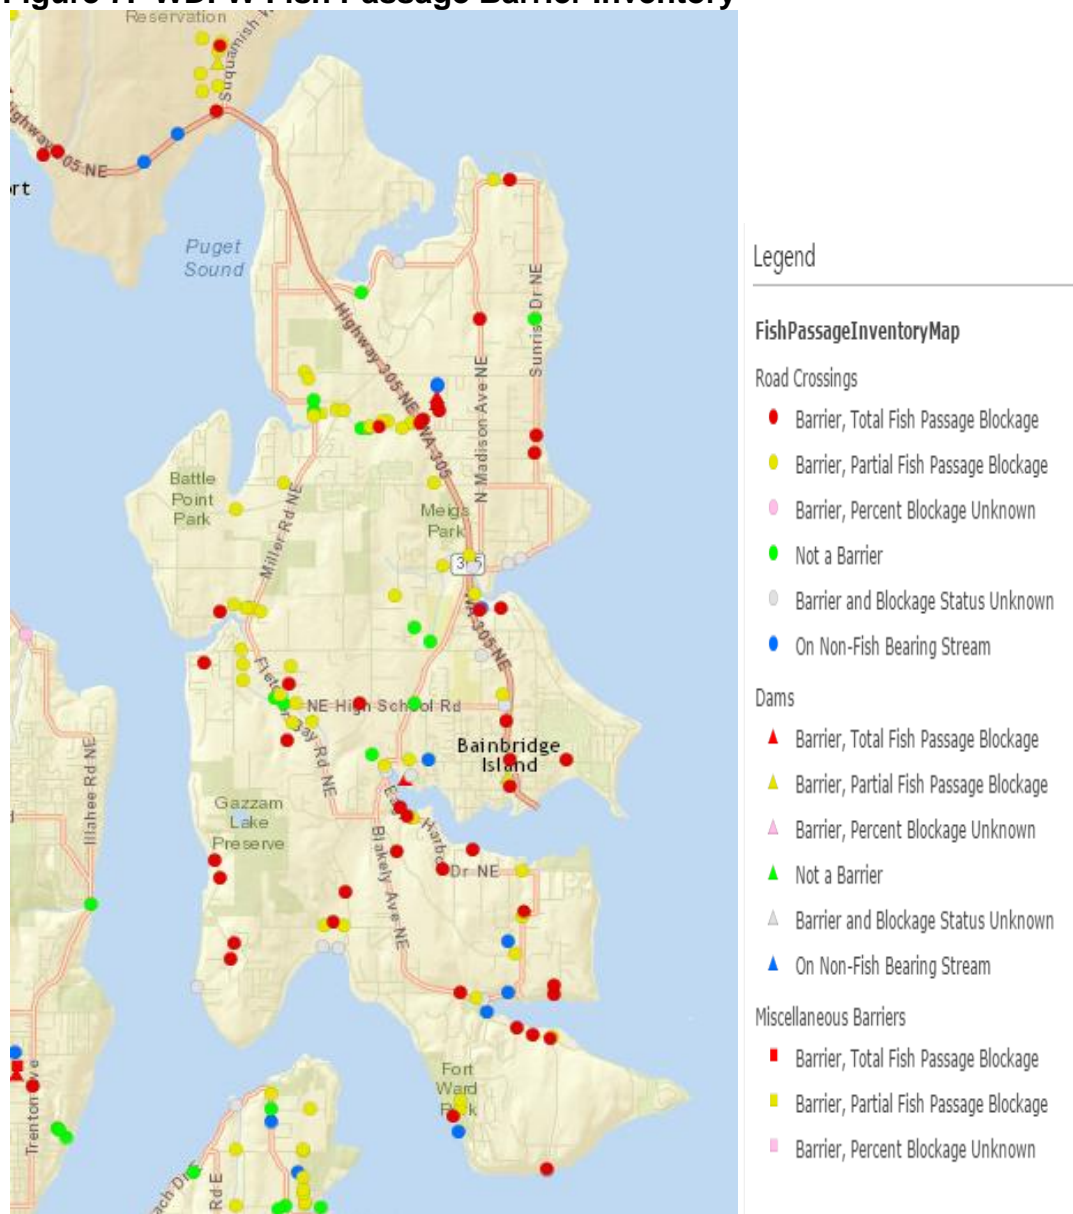 Figure 7. WDFW Fish Passage Barrier Inventory
Reservation
Suquamish W
Highway 305 NE
ort
Puget
Sound
Sunrise Dr NE
Highway 305 NE
WA-305
N Madison Ave NE
Battle
Point
Park
Meigs
Park
Miller Rd NE
305
WA-305 NE
Fletcher Bay Rd NE
NE High School Rd
Bainbridge
Island
Illahee Rd NE
Gazzam
Lake
Preserve
Eagle Harbor Dr NE
Blakely Ave NE
Fort
Ward
Park
Trenton Ave
ach Dr E
Rd E
Legend
FishPassageInventoryMap
Road Crossings
Barrier, Total Fish Passage Blockage
Barrier, Partial Fish Passage Blockage
Barrier, Percent Blockage Unknown
Not a Barrier
Barrier and Blockage Status Unknown
On Non-Fish Bearing Stream
Dams
Barrier, Total Fish Passage Blockage
Barrier, Partial Fish Passage Blockage
Barrier, Percent Blockage Unknown
Not a Barrier
Barrier and Blockage Status Unknown
On Non-Fish Bearing Stream
Miscellaneous Barriers
Barrier, Total Fish Passage Blockage
Barrier, Partial Fish Passage Blockage
Barrier, Percent Blockage Unknown